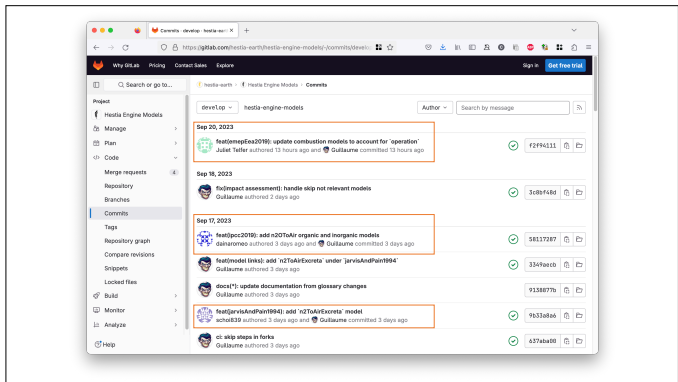 Commits · develop · hestia-eart
https://gitlab.com/hestia-earth/hestia-engine-models/-/commits/develo
Why GitLab Pricing Contact Sales Explore
Sign in Get free trial
Search or go to...
hestia-earth › Hestia Engine Models › Commits
Project
Hestia Engine Models
Manage
Plan
Code
Merge requests 4
Repository
Branches
Commits
Tags
Repository graph
Compare revisions
Snippets
Locked files
Build
Monitor
Analyze
Help
develop hestia-engine-models
Author Search by message
Sep 20, 2023
feat(emepEea2019): update combustion models to account for `operation`
Juliet Telfer authored 13 hours ago and Guillaume committed 13 hours ago
f2f94111
Sep 18, 2023
fix(impact assessment): handle skip not relevant models
Guillaume authored 2 days ago
3c8bf48d
Sep 17, 2023
feat(ipcc2019): add n2OToAir organic and inorganic models
dainaromeo authored 3 days ago and Guillaume committed 3 days ago
58117287
feat(model links): add `n2ToAirExcreta` under `jarvisAndPain1994`
Guillaume authored 3 days ago
3349aecb
docs(*): update documentation from glossary changes
Guillaume authored 3 days ago
9138877b
feat(jarvisAndPain1994): add `n2ToAirExcreta` model
schoi839 authored 3 days ago and Guillaume committed 3 days ago
9b33a8a6
ci: skip steps in forks
Guillaume authored 3 days ago
637aba00